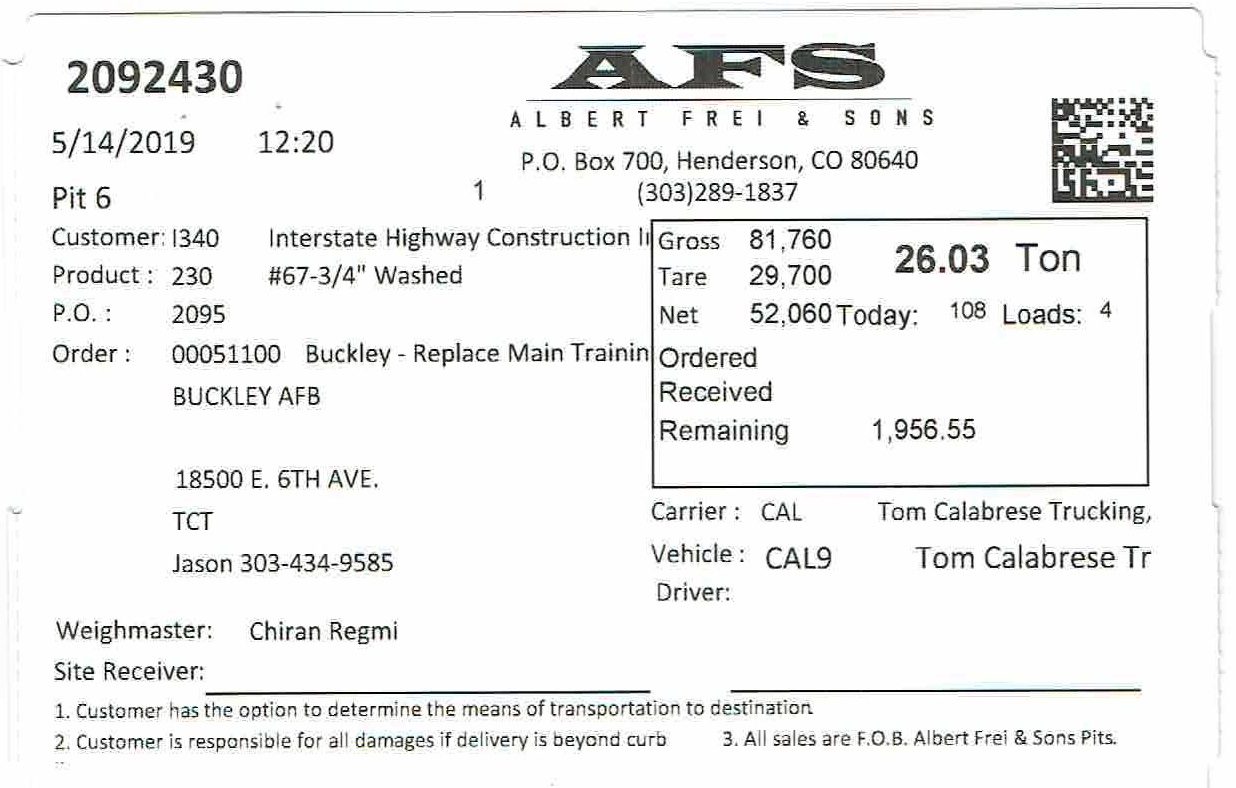 AFS
2092430
ALBERT FREI & SONS
5/14/2019 12:20
P.O. Box 700, Henderson, CO 80640
Pit 6 1 (303)289-1837
Customer: I340 Interstate Highway Construction I
Gross 81,760 26.03 Ton
Product : 230 #67-3/4" Washed
Tare 29,700
P.O. : 2095
Net 52,060 Today: 108 Loads: 4
Order : 00051100 Buckley - Replace Main Trainin
Ordered
BUCKLEY AFB
Received
Remaining 1,956.55
18500 E. 6TH AVE.
TCT
Carrier : CAL Tom Calabrese Trucking,
Jason 303-434-9585
Vehicle : CAL9 Tom Calabrese Tr
Driver:
Weighmaster: Chiran Regmi
Site Receiver:
1. Customer has the option to determine the means of transportation to destination
2. Customer is responsible for all damages if delivery is beyond curb 3. All sales are F.O.B. Albert Frei & Sons Pits.